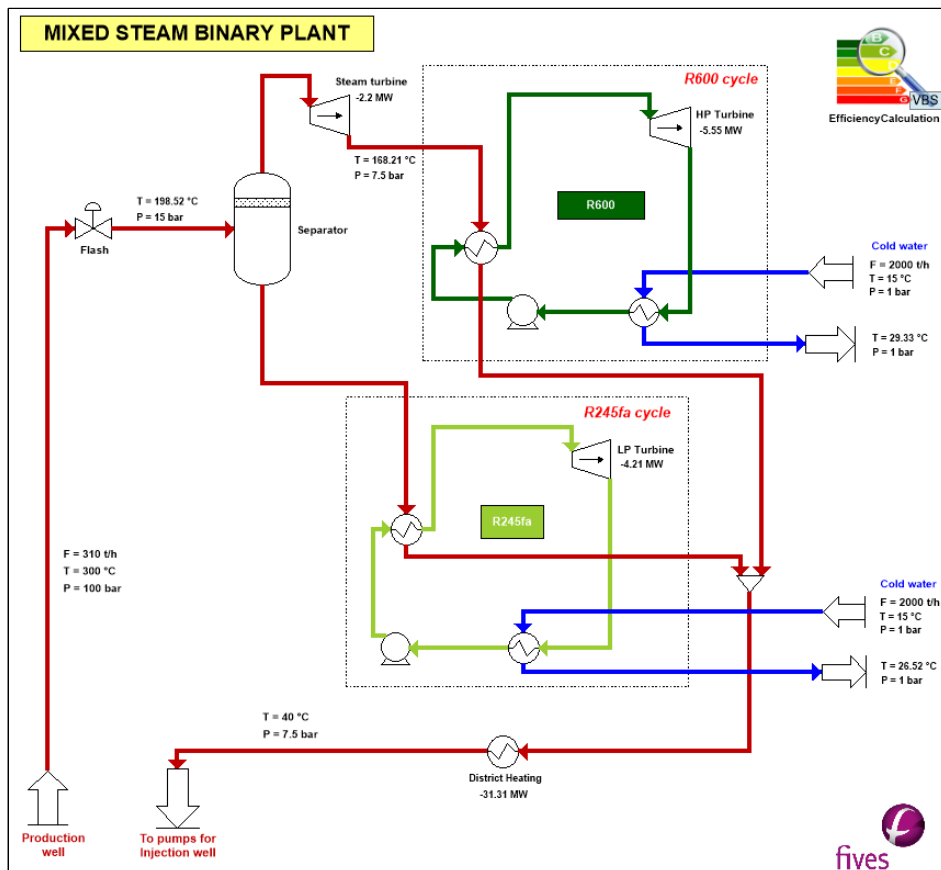 MIXED STEAM BINARY PLANT
B
C
D
E
F
G
VBS
EfficiencyCalculation
Steam turbine
-2.2 MW
R600 cycle
HP Turbine
-5.55 MW
T = 168.21 °C
P = 7.5 bar
T = 198.52 °C
P = 15 bar
R600
Flash
Separator
Cold water
F = 2000 t/h
T = 15 °C
P = 1 bar
T = 29.33 °C
P = 1 bar
R245fa cycle
LP Turbine
-4.21 MW
R245fa
F = 310 t/h
T = 300 °C
P = 100 bar
Cold water
F = 2000 t/h
T = 15 °C
P = 1 bar
T = 26.52 °C
P = 1 bar
T = 40 °C
P = 7.5 bar
District Heating
-31.31 MW
Production
well
To pumps for
Injection well
f
fives